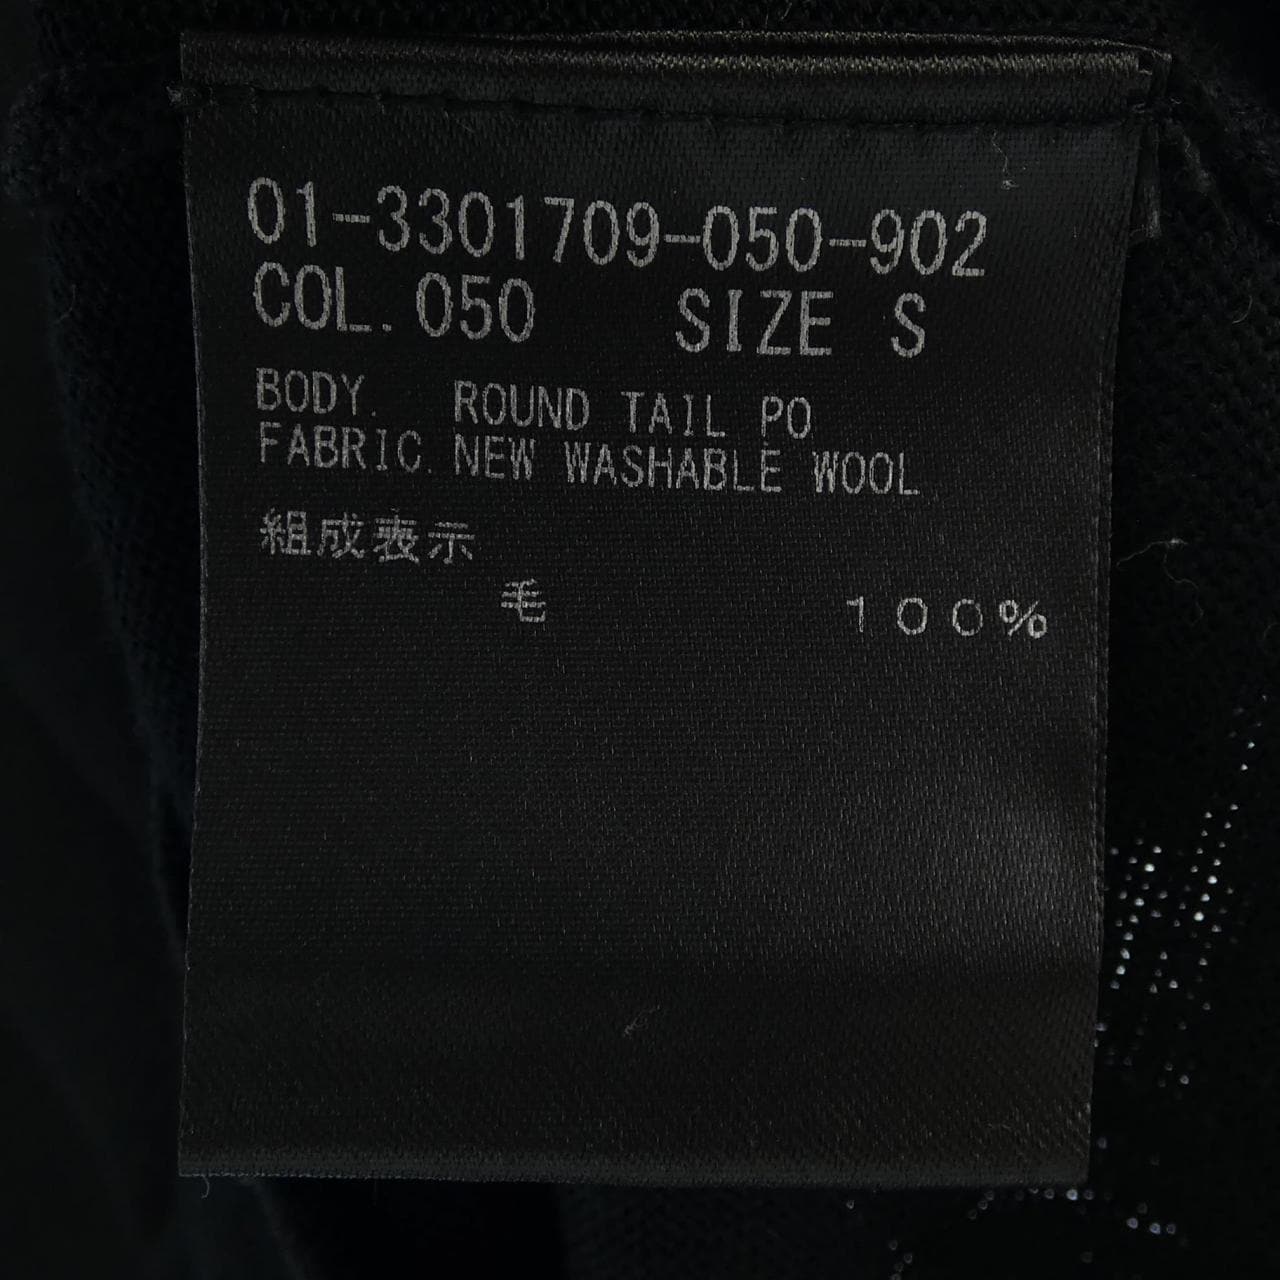 01-3301709-050-902
COL. 050 SIZE S
BODY. ROUND TAIL PO
FABRIC. NEW WASHABLE WOOL
組成表示
毛 100%